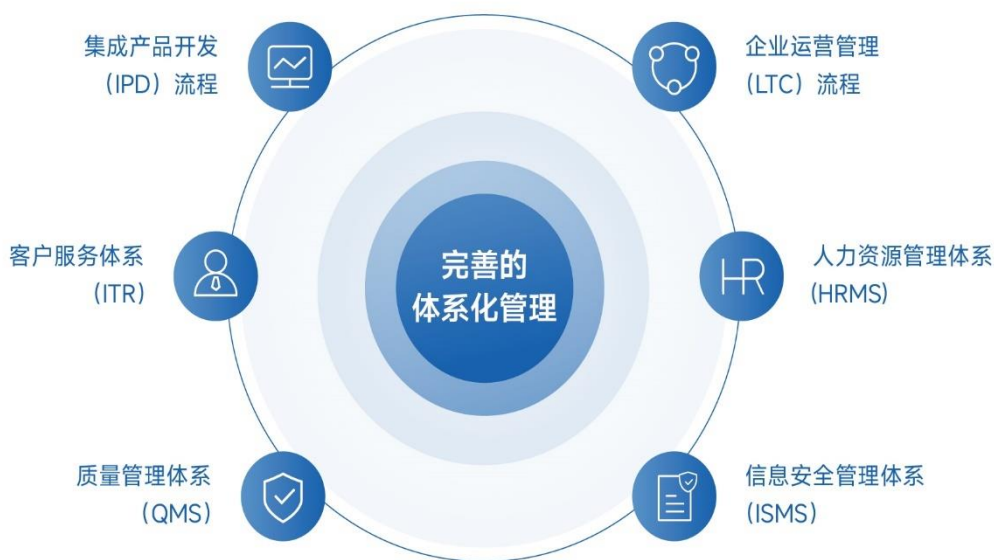 集成产品开发
（IPD）流程
企业运营管理
（LTC）流程
客户服务体系
（ITR）
完善的
体系化管理
HR
人力资源管理体系
（HRMS）
质量管理体系
（QMS）
信息安全管理体系
（ISMS）